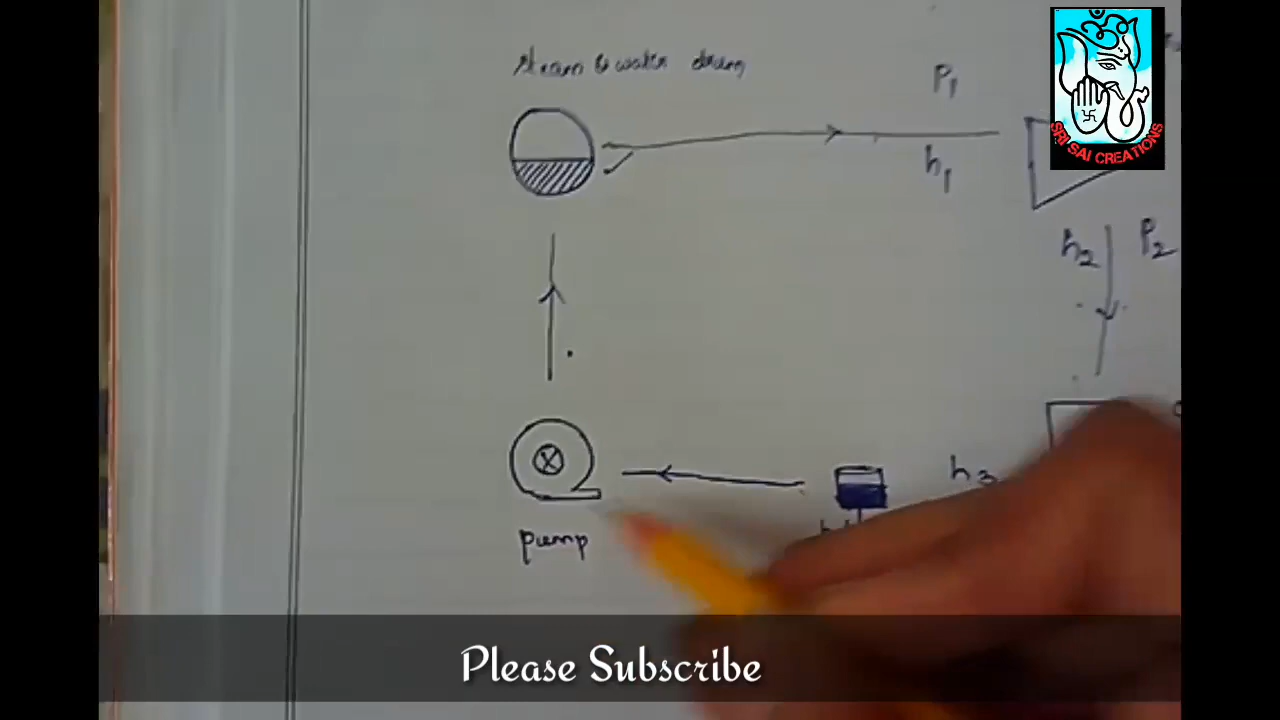 Steam & water drum
P1
h1
h2
P2
h3
pump
SRI SAI CREATIONS
Please Subscribe